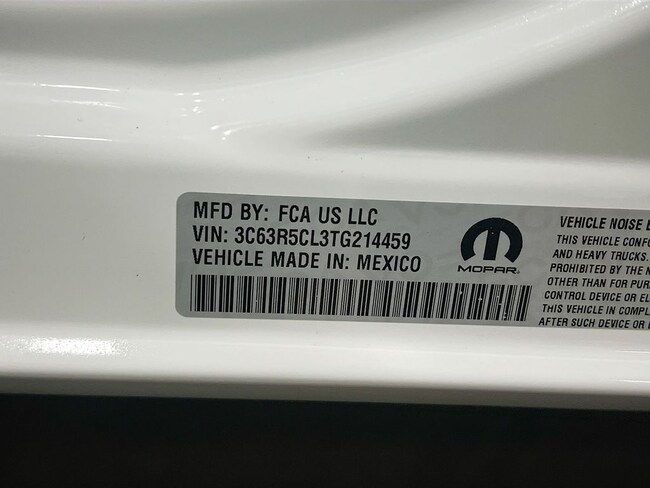 MFD BY: FCA US LLC
VIN: 3C63R5CL3TG214459
VEHICLE MADE IN: MEXICO
MOPAR
VEHICLE NOISE E
THIS VEHICLE CONFO
AND HEAVY TRUCKS.
PROHIBITED BY THE N
OTHER THAN FOR PUR
CONTROL DEVICE OR EL
THIS VEHICLE IN COMPL
AFTER SUCH DEVICE OR